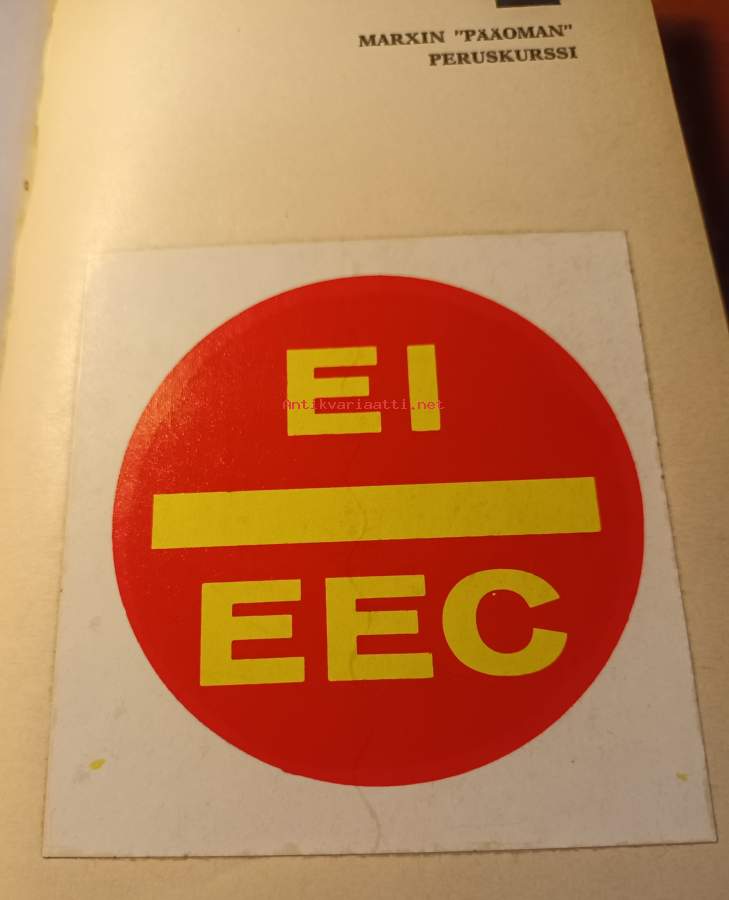 MARXIN "PÄÄOMAN"
PERUSKURSSI
EI
Antikvariaatti.net
EEC